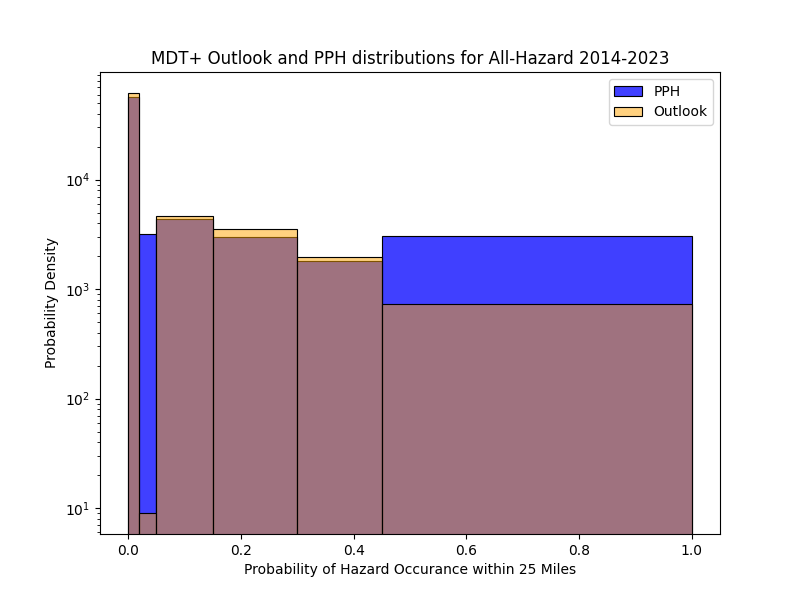 MDT+ Outlook and PPH distributions for All-Hazard 2014-2023
PPH
Outlook
Probability Density
10^4
10^3
10^2
10^1
0.0 0.2 0.4 0.6 0.8 1.0
Probability of Hazard Occurance within 25 Miles